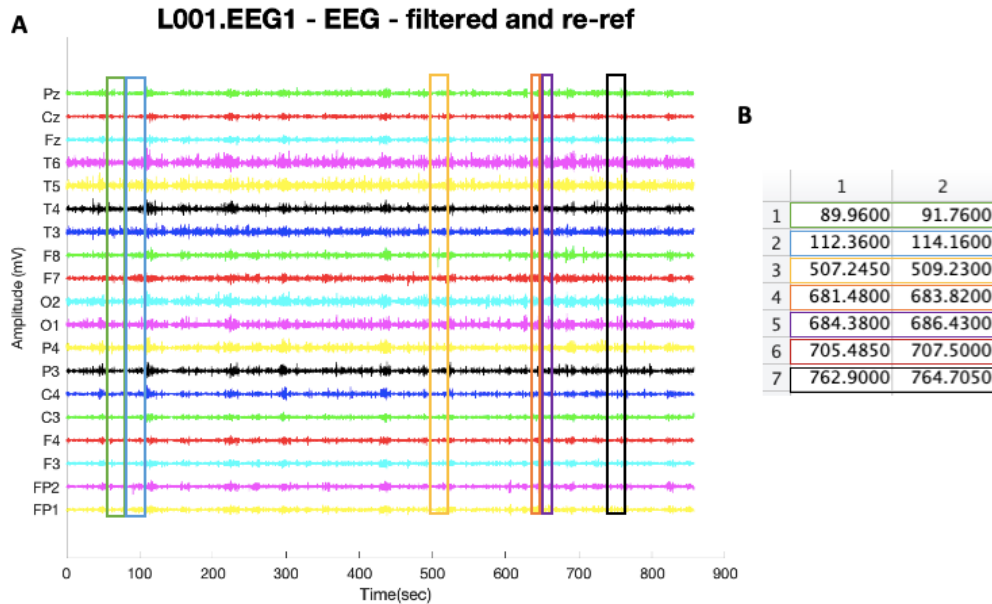 A
L001.EEG1 - EEG - filtered and re-ref
Amplitude (mV)
Pz
Cz
Fz
T6
T5
T4
T3
F8
F7
O2
O1
P4
P3
C4
C3
F4
F3
FP2
FP1
0 100 200 300 400 500 600 700 800 900
Time(sec)
B
1 2
1 89.9600 91.7600
2 112.3600 114.1600
3 507.2450 509.2300
4 681.4800 683.8200
5 684.3800 686.4300
6 705.4850 707.5000
7 762.9000 764.7050